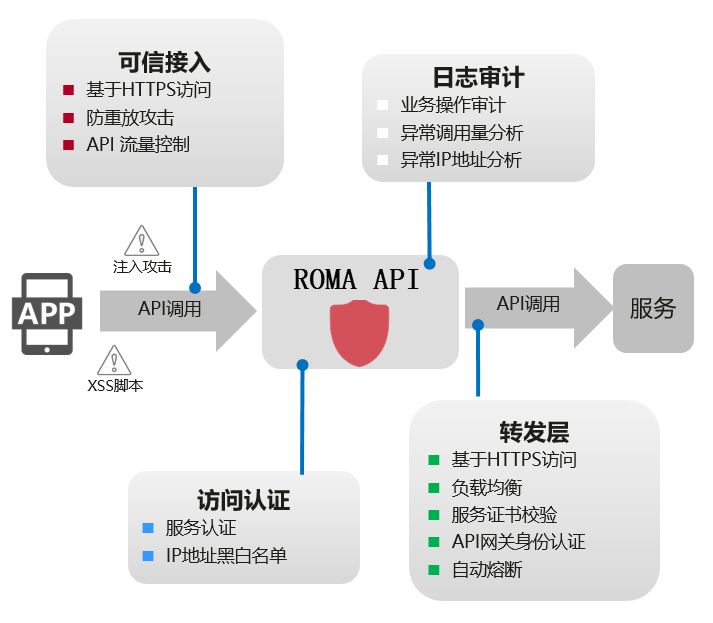 可信接入
基于HTTPS访问
防重放攻击
API 流量控制
日志审计
业务操作审计
异常调用量分析
异常IP地址分析
注入攻击
APP
API调用
ROMA API
API调用
服务
XSS脚本
访问认证
服务认证
IP地址黑白名单
转发层
基于HTTPS访问
负载均衡
服务证书校验
API网关身份认证
自动熔断